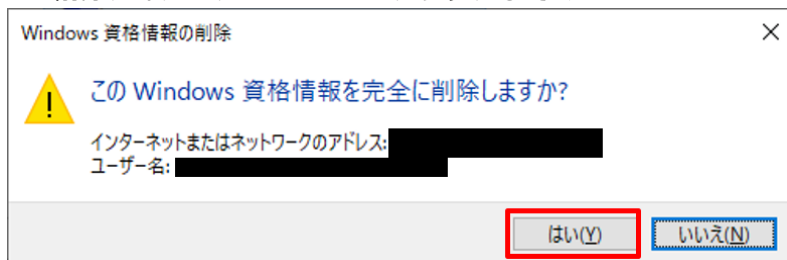 Windows 資格情報の削除
この Windows 資格情報を完全に削除しますか?
インターネットまたはネットワークのアドレス:
ユーザー名:
はい(Y)
いいえ(N)